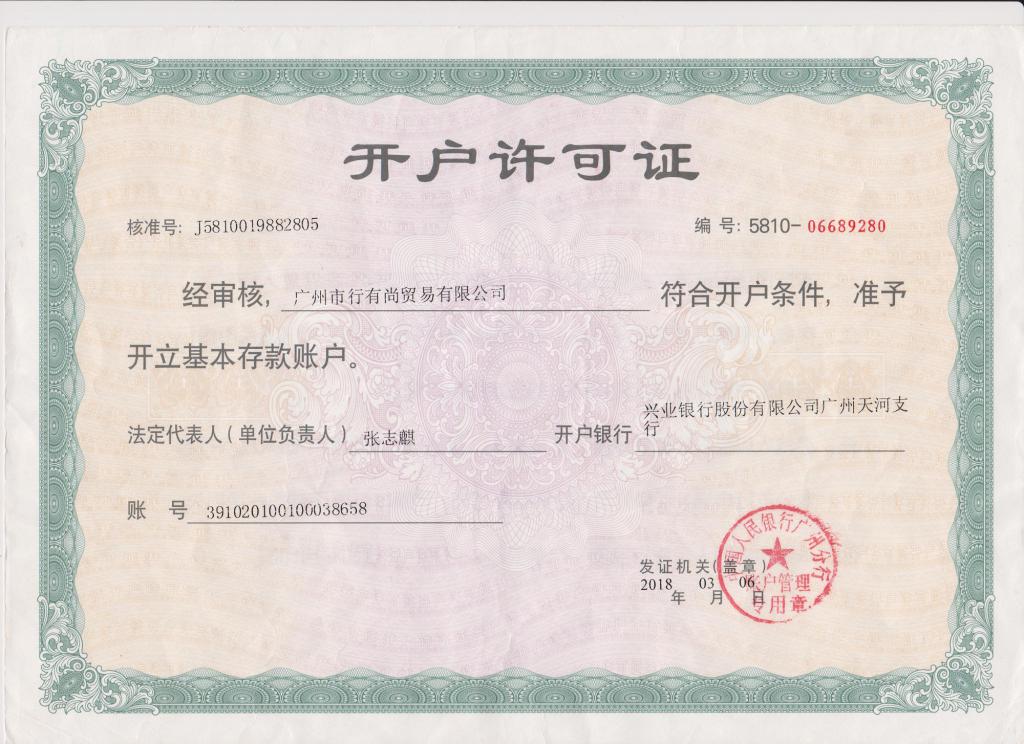 开户许可证
核准号: J5810019882805 编 号: 5810-06689280
经审核, 广州市行有尚贸易有限公司 符合开户条件, 准予
开立基本存款账户。
法定代表人(单位负责人) 张志麒 开户银行 兴业银行股份有限公司广州天河支
行
账 号 391020100100038658
发证机关(盖章)
2018 03 06
年 月 日
中国人民银行广州分行
账户管理
专用章